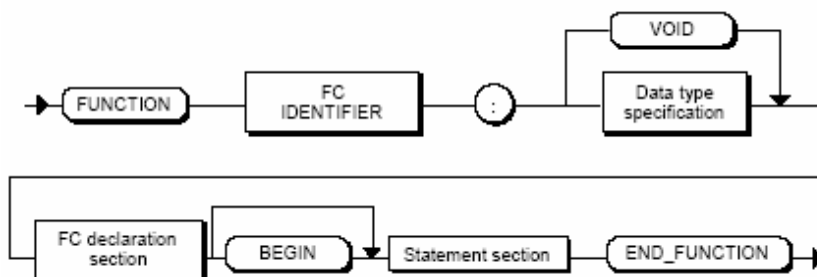 VOID
FUNCTION
FC
IDENTIFIER
:
Data type
specification
FC declaration
section
BEGIN
Statement section
END_FUNCTION